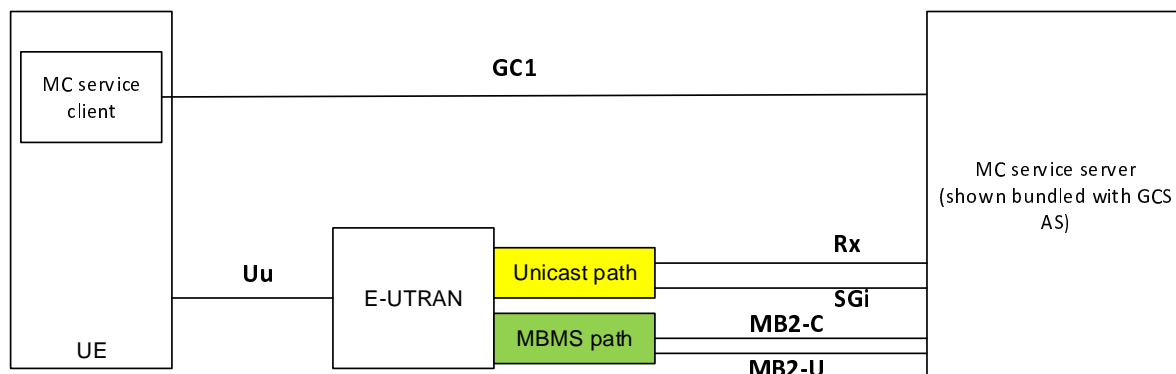 MC service
client
GC1
MC service server
(shown bundled with GCS
AS)
Rx
Unicast path
Uu
E-UTRAN
SGi
MB2-C
MBMS path
UE
MB2-U